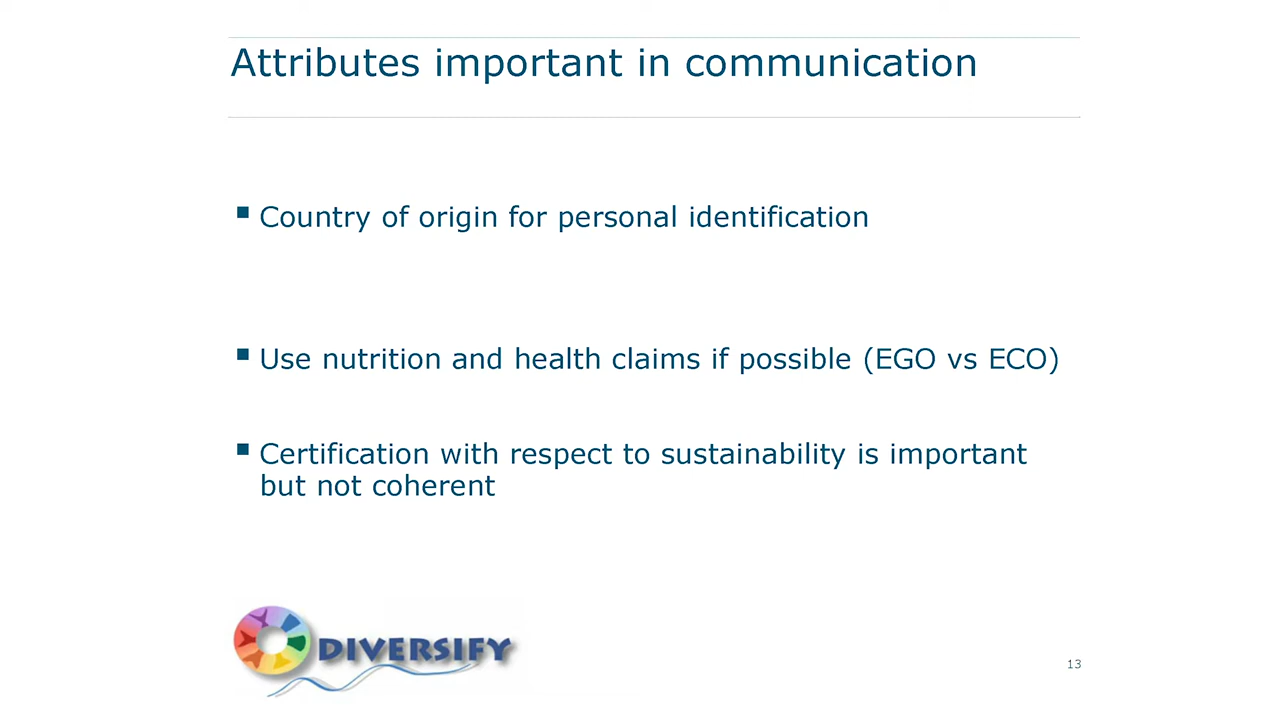 Attributes important in communication
▪ Country of origin for personal identification
▪ Use nutrition and health claims if possible (EGO vs ECO)
▪ Certification with respect to sustainability is important
but not coherent
DIVERSIFY
13